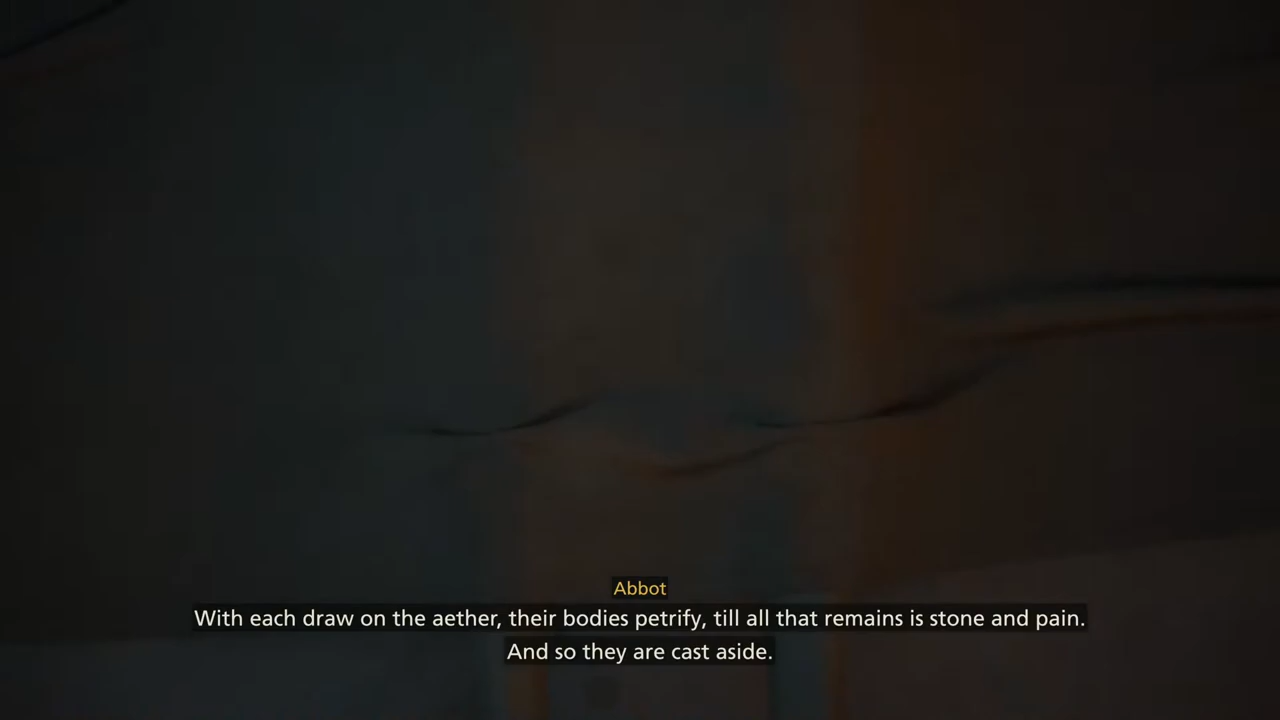 Abbot
With each draw on the aether, their bodies petrify, till all that remains is stone and pain.
And so they are cast aside.